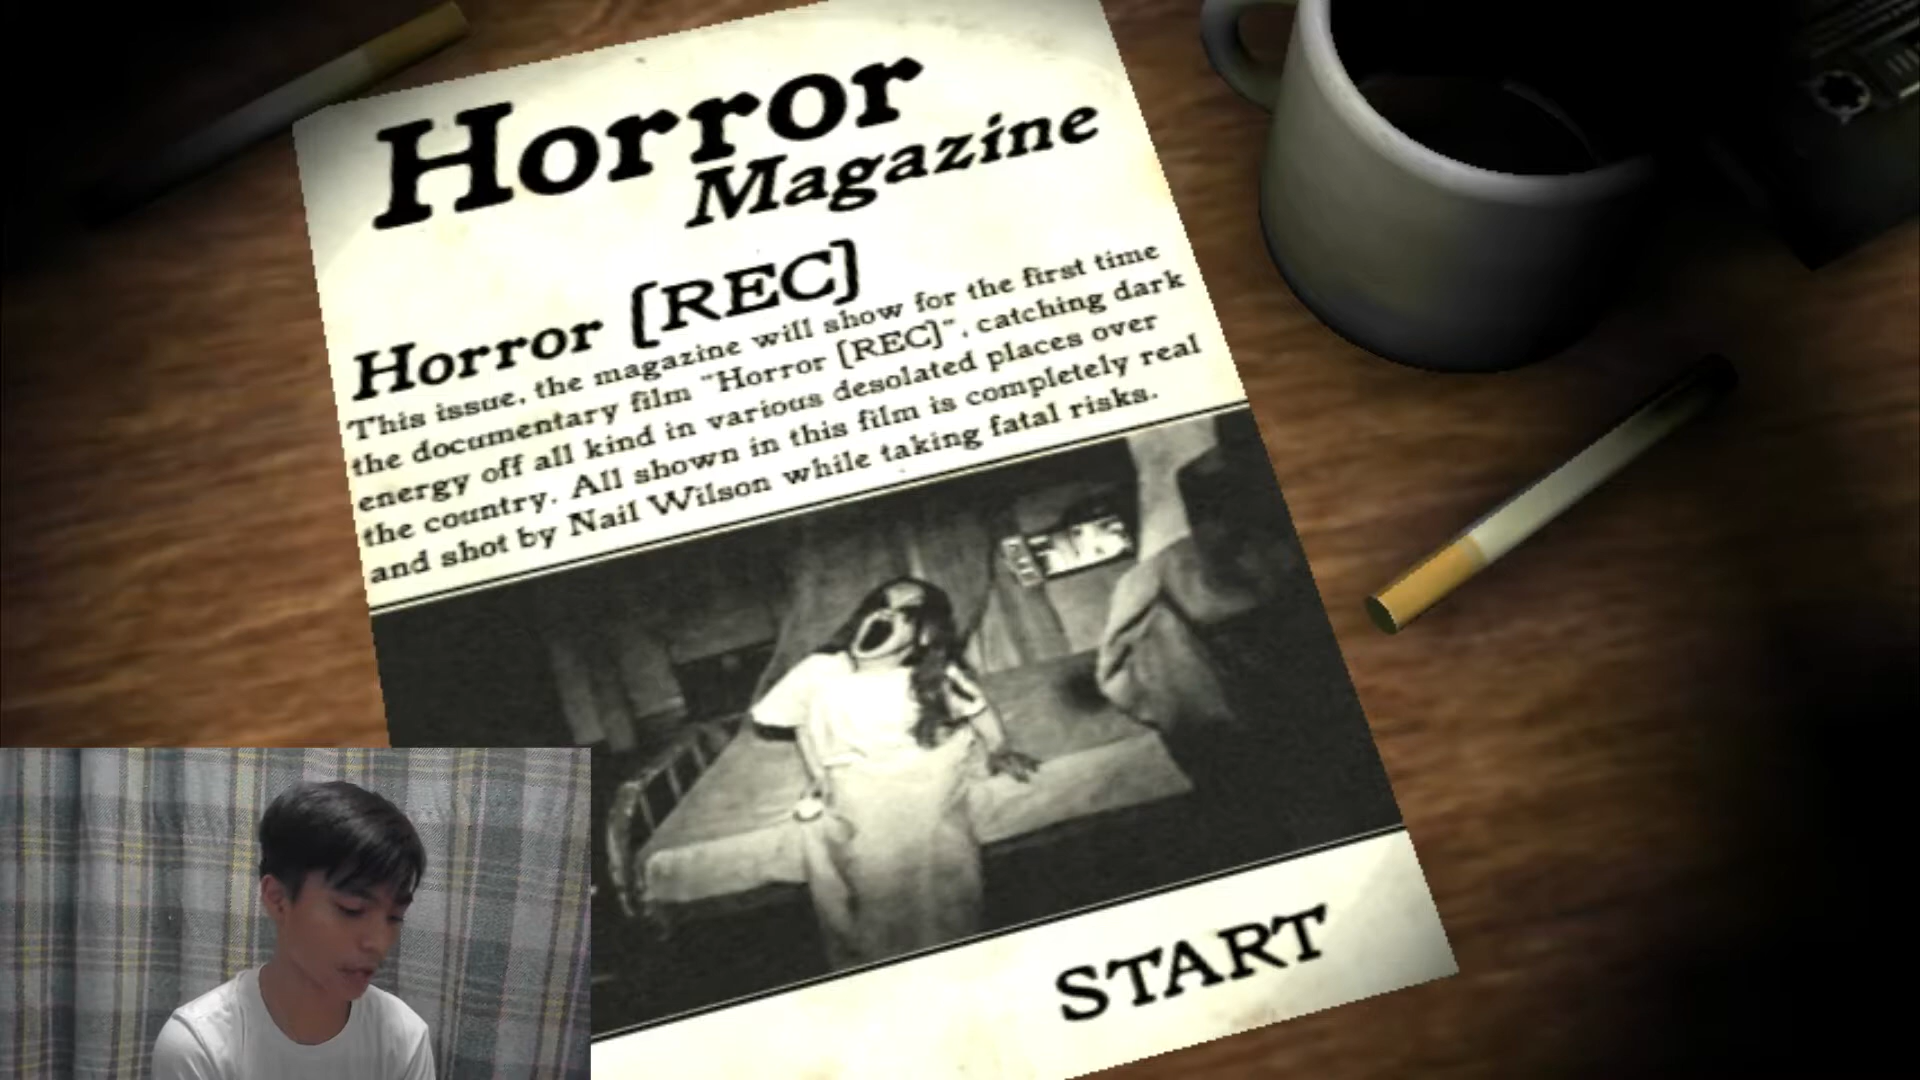 Horror
Magazine
Horror [REC]
This issue, the magazine will show for the first time
the documentary film "Horror [REC]", catching dark
energy off all kind in various desolated places over
the country. All shown in this film is completely real
and shot by Nail Wilson while taking fatal risks.
START